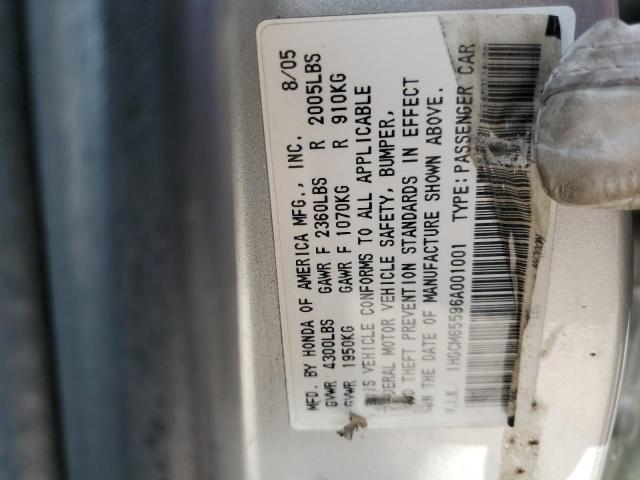 MFD. BY HONDA OF AMERICA MFG., INC. 8/05
GVWR 4300LBS GAWR F 2360LBS R 2005LBS
GVWR 1950KG GAWR F 1070KG R 910KG
IS VEHICLE CONFORMS TO ALL APPLICABLE
FEDERAL MOTOR VEHICLE SAFETY, BUMPER,
AND THEFT PREVENTION STANDARDS IN EFFECT
ON THE DATE OF MANUFACTURE SHOWN ABOVE.
V.I.N.: 1HGCM65596A001001 TYPE: PASSENGER CAR